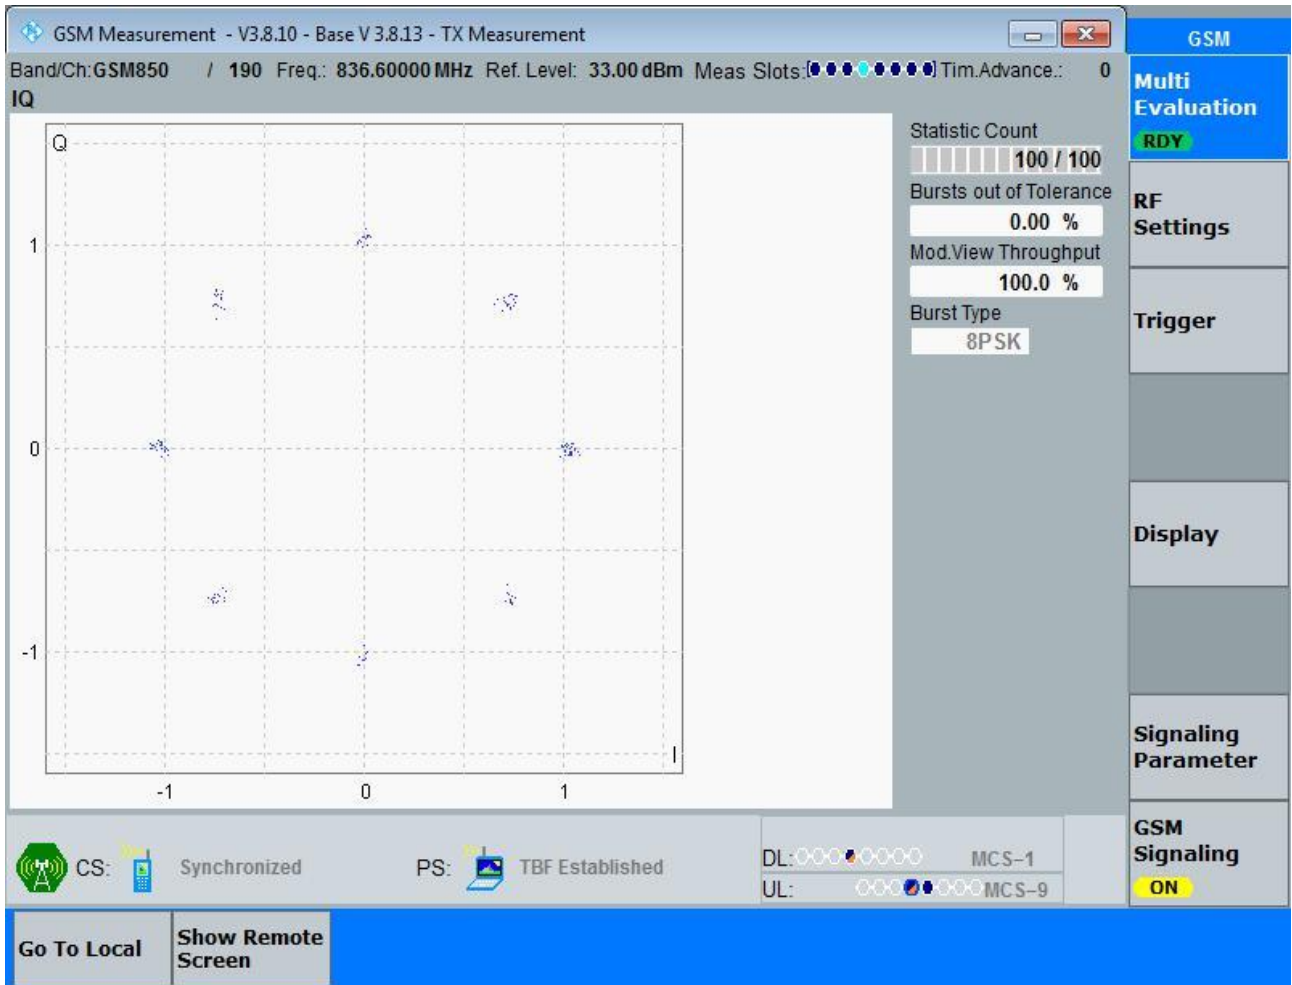 GSM Measurement - V3.8.10 - Base V 3.8.13 - TX Measurement
GSM
Band/Ch:GSM850 / 190 Freq.: 836.60000 MHz Ref. Level: 33.00 dBm Meas Slots: Tim.Advance.: 0
IQ
Multi
Evaluation
RDY
Q
Statistic Count
100 / 100
Bursts out of Tolerance
0.00 %
Mod.View Throughput
100.0 %
Burst Type
8PSK
RF
Settings
Trigger
Display
Signaling
Parameter
GSM
Signaling
ON
1
0
-1
I
-1 0 1
CS: Synchronized PS: TBF Established
DL: MCS-1
UL: MCS-9
Go To Local
Show Remote
Screen